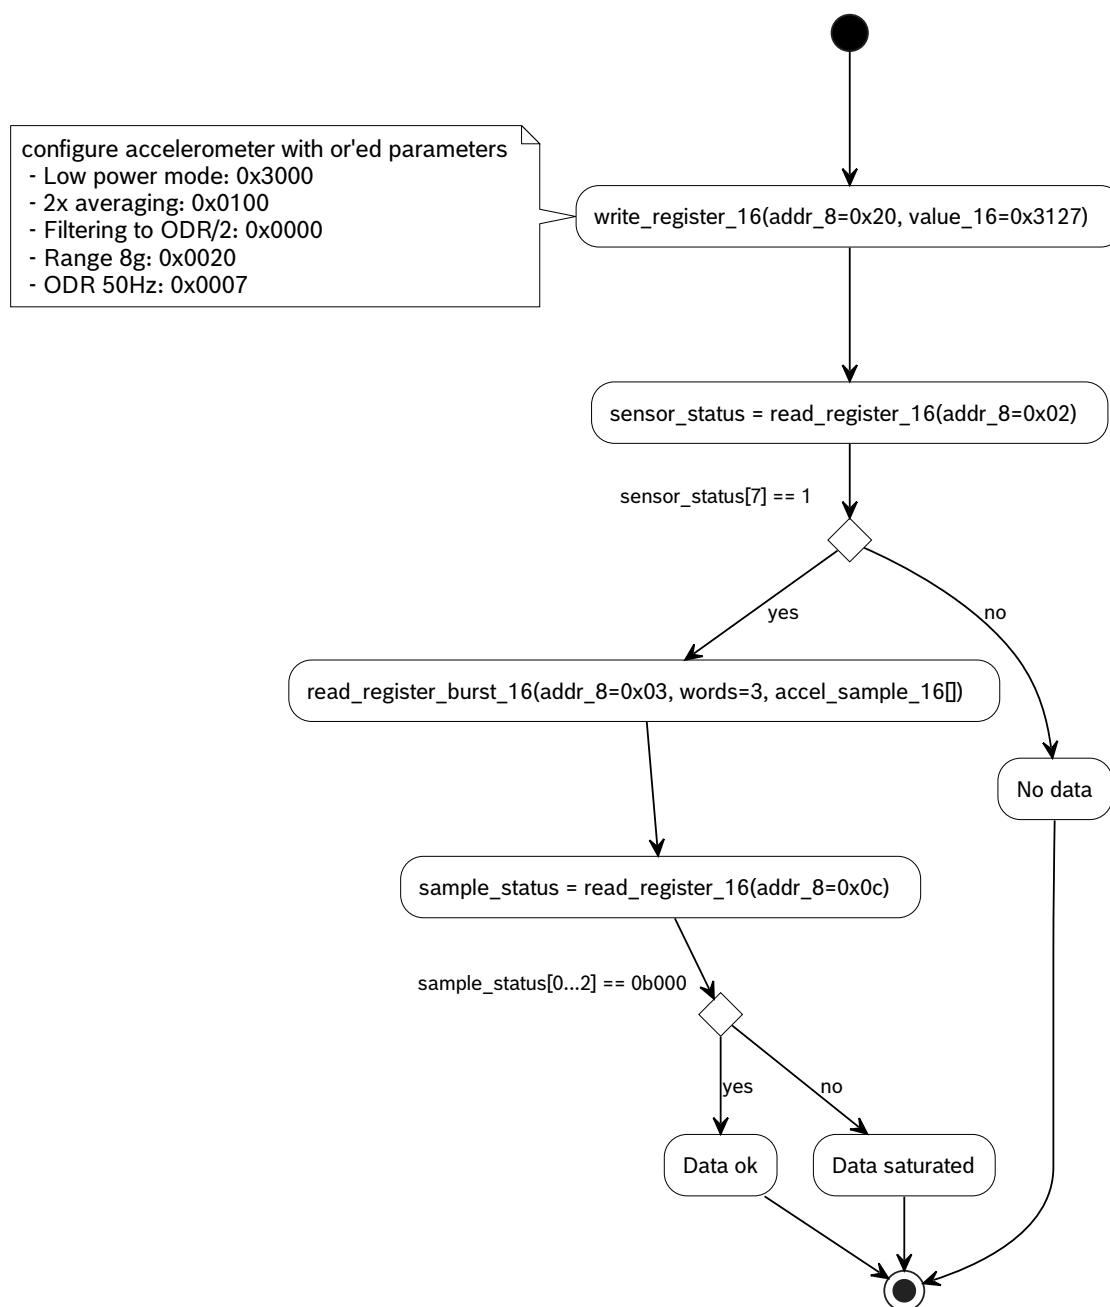 configure accelerometer with or'ed parameters
- Low power mode: 0x3000
- 2x averaging: 0x0100
- Filtering to ODR/2: 0x0000
- Range 8g: 0x0020
- ODR 50Hz: 0x0007
write_register_16(addr_8=0x20, value_16=0x3127)
sensor_status = read_register_16(addr_8=0x02)
sensor_status[7] == 1
yes
no
read_register_burst_16(addr_8=0x03, words=3, accel_sample_16[])
No data
sample_status = read_register_16(addr_8=0x0c)
sample_status[0...2] == 0b000
yes
no
Data ok
Data saturated